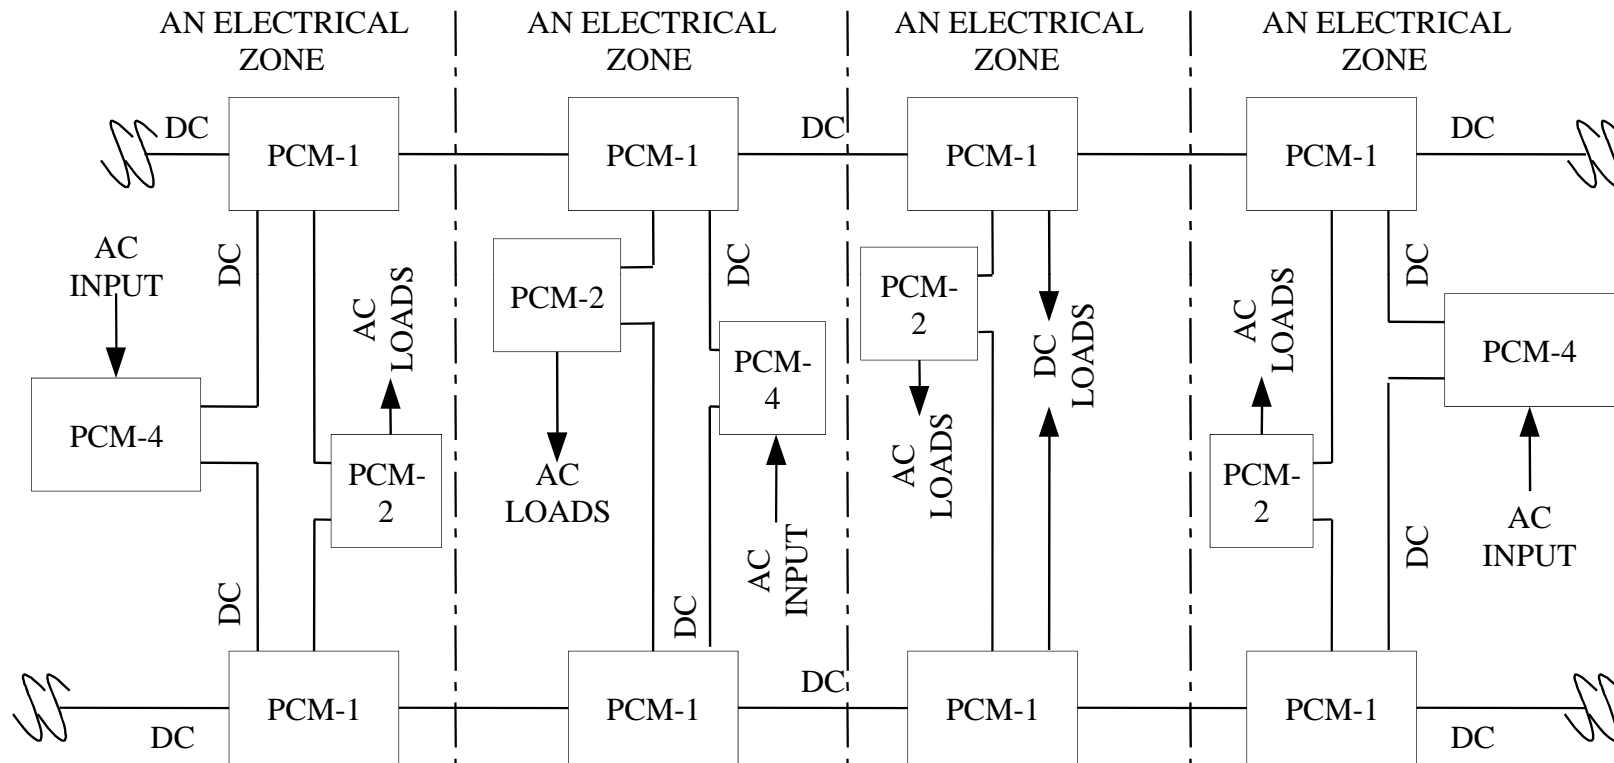 AN ELECTRICAL
ZONE
AN ELECTRICAL
ZONE
AN ELECTRICAL
ZONE
AN ELECTRICAL
ZONE
DC
PCM-1
PCM-1
DC
PCM-1
PCM-1
DC
AC
INPUT
DC
AC
LOADS
PCM-4
PCM-
2
DC
PCM-2
DC
PCM-
4
AC
LOADS
AC
INPUT
DC
PCM-
2
DC
LOADS
AC
LOADS
AC
LOADS
DC
PCM-4
PCM-
2
AC
INPUT
DC
DC
PCM-1
PCM-1
DC
PCM-1
PCM-1
DC